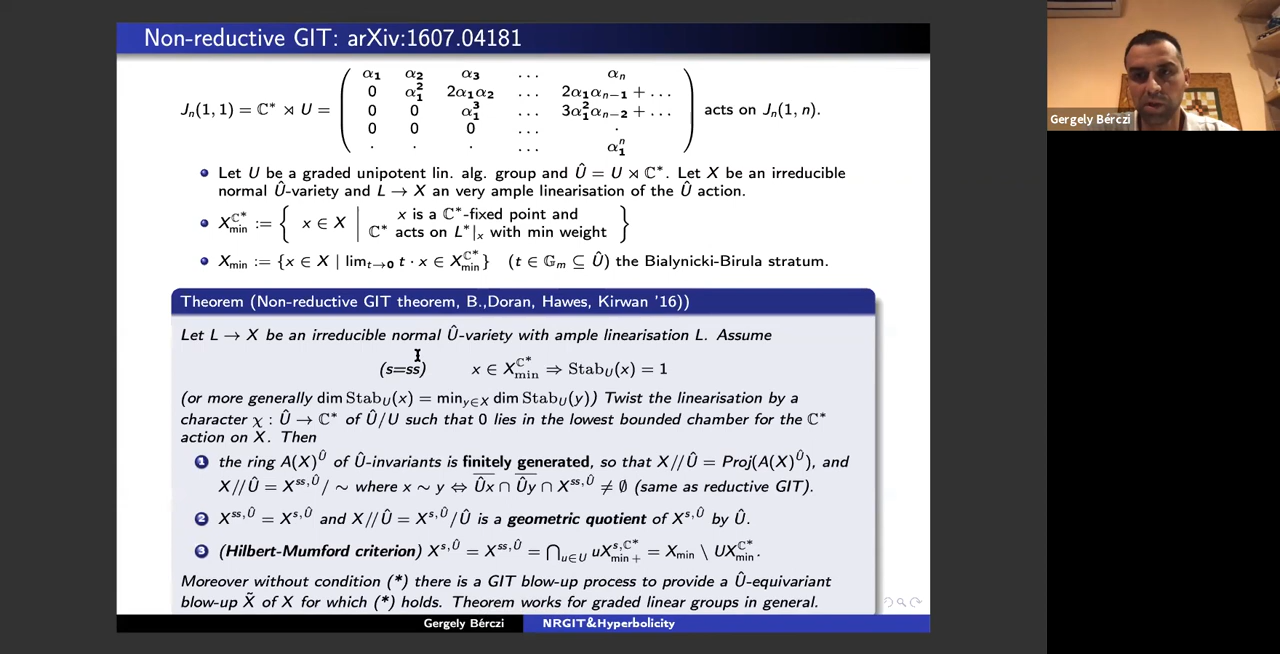 Non-reductive GIT: arXiv:1607.04181
α₁ α₂ α₃ ... αₙ
0 α₁² 2α₁α₂ ... 2α₁αₙ₋₁ + ...
Jₙ(1, 1) = ℂ* ⋊ U = 0 0 α₁³ ... 3α₁²αₙ₋₂ + ... acts on Jₙ(1, n).
0 0 0 ... ·
· · · ... α₁ⁿ
Let U be a graded unipotent lin. alg. group and Û = U ⋊ ℂ*. Let X be an irreducible
normal Û-variety and L → X an very ample linearisation of the Û action.
X_min^ℂ* := { x ∈ X | x is a ℂ*-fixed point and
ℂ* acts on L*|ₓ with min weight }
X_min := {x ∈ X | lim_{t→0} t · x ∈ X_min^ℂ*} (t ∈ 𝔾ₘ ⊆ Û) the Bialynicki-Birula stratum.
Theorem (Non-reductive GIT theorem, B.,Doran, Hawes, Kirwan '16))
Let L → X be an irreducible normal Û-variety with ample linearisation L. Assume
(s=ss) x ∈ X_min^ℂ* ⇒ Stab_U(x) = 1
(or more generally dim Stab_U(x) = min_{y∈X} dim Stab_U(y)) Twist the linearisation by a
character χ : Û → ℂ* of Û/U such that 0 lies in the lowest bounded chamber for the ℂ*
action on X. Then
1 the ring A(X)^Û of Û-invariants is finitely generated, so that X//Û = Proj(A(X)^Û), and
X//Û = X^{ss,Û}/ ∼ where x ∼ y ⇔ \overline{Ûx} ∩ \overline{Ûy} ∩ X^{ss,Û} ≠ ∅ (same as reductive GIT).
2 X^{ss,Û} = X^{s,Û} and X//Û = X^{s,Û}/Û is a geometric quotient of X^{s,Û} by Û.
3 (Hilbert-Mumford criterion) X^{s,Û} = X^{ss,Û} = ⋂_{u∈U} uX_{min+}^{s,ℂ*} = X_min \ UX_min^ℂ*.
Moreover without condition (*) there is a GIT blow-up process to provide a Û-equivariant
blow-up X̃ of X for which (*) holds. Theorem works for graded linear groups in general.
Gergely Bérczi NRGIT&Hyperbolicity
Gergely Bérczi